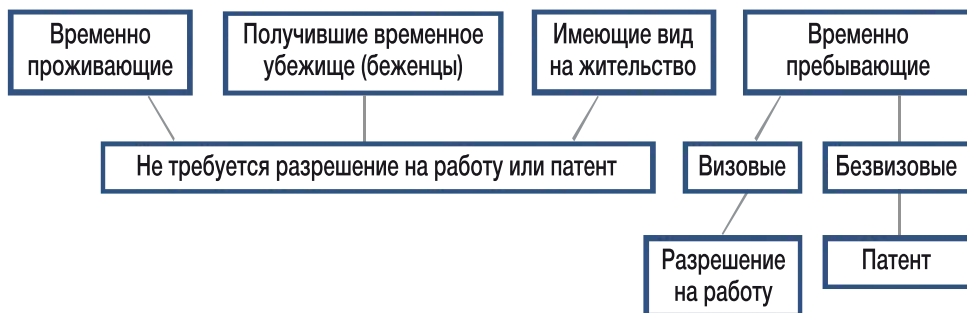 Временно
проживающие
Получившие временное
убежище (беженцы)
Имеющие вид
на жительство
Временно
пребывающие
Не требуется разрешение на работу или патент
Визовые
Безвизовые
Разрешение
на работу
Патент